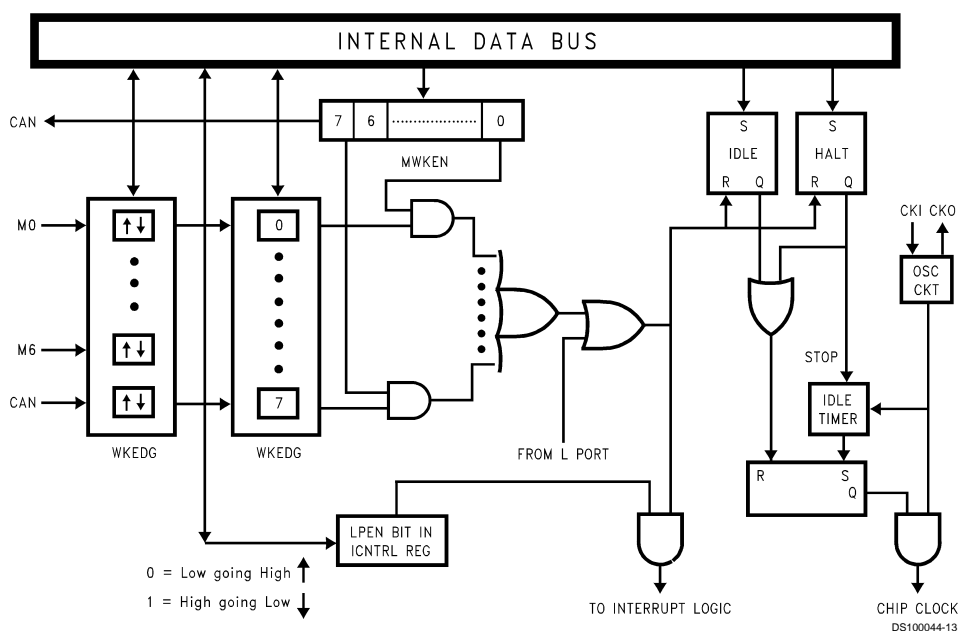 INTERNAL DATA BUS
CAN
7 6 0
MWKEN
S
IDLE
R Q
S
HALT
R Q
CKI CKO
OSC
CKT
M0
M6
CAN
0
7
WKEDG
WKEDG
FROM L PORT
STOP
IDLE
TIMER
R S
Q
LPEN BIT IN
ICNTRL REG
0 = Low going High
1 = High going Low
TO INTERRUPT LOGIC
CHIP CLOCK
DS100044-13